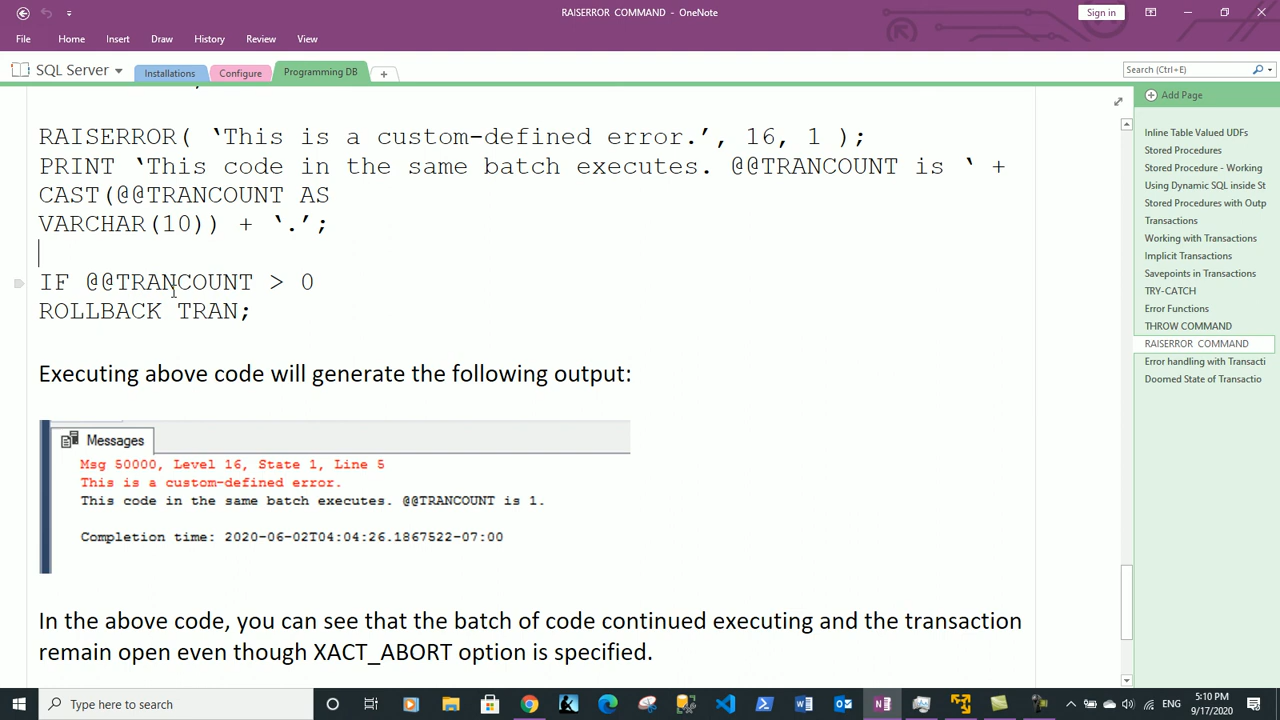 RAISERROR COMMAND - OneNote
Sign in
File Home Insert Draw History Review View
SQL Server Installations Configure Programming DB
Search (Ctrl+E)
RAISERROR( ‘This is a custom-defined error.’, 16, 1 );
PRINT ‘This code in the same batch executes. @@TRANCOUNT is ‘ +
CAST(@@TRANCOUNT AS
VARCHAR(10)) + ‘.’;
IF @@TRANCOUNT > 0
ROLLBACK TRAN;
Executing above code will generate the following output:
Messages
Msg 50000, Level 16, State 1, Line 5
This is a custom-defined error.
This code in the same batch executes. @@TRANCOUNT is 1.
Completion time: 2020-06-02T04:04:26.1867522-07:00
In the above code, you can see that the batch of code continued executing and the transaction
remain open even though XACT_ABORT option is specified.
Add Page
Inline Table Valued UDFs
Stored Procedures
Stored Procedure - Working
Using Dynamic SQL inside St
Stored Procedures with Outp
Transactions
Working with Transactions
Implicit Transactions
Savepoints in Transactions
TRY-CATCH
Error Functions
THROW COMMAND
RAISERROR COMMAND
Error handling with Transacti
Doomed State of Transactio
Type here to search
ENG
5:10 PM
9/17/2020